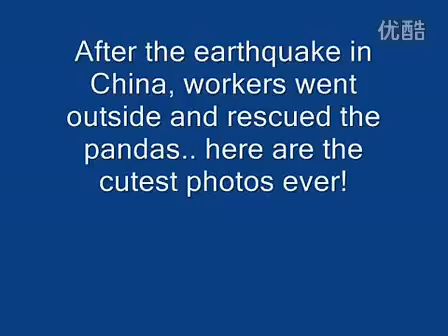 优酷
After the earthquake in
China, workers went
outside and rescued the
pandas.. here are the
cutest photos ever!